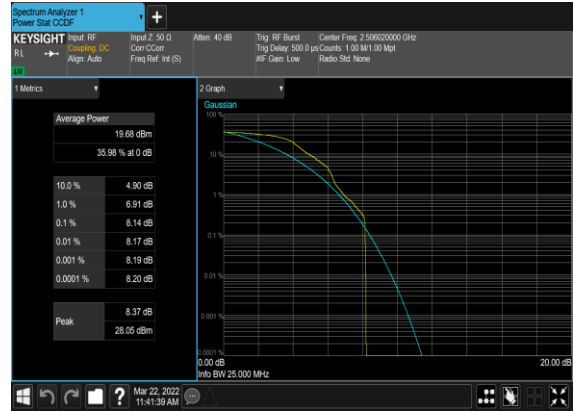 Spectrum Analyzer 1
Power Stat CCDF
+
KEYSIGHT
RL
LXI
Input: RF
Coupling: DC
Align: Auto
Input Z: 50 Ω
Corr CCorr
Freq Ref: Int (S)
Atten: 40 dB
Trig: RF Burst
Trig Delay: 500.0 µs
#IF Gain: Low
Center Freq: 2.506020000 GHz
Counts: 1.00 M/1.00 Mpt
Radio Std: None
1 Metrics
Average Power
19.68 dBm
35.98 % at 0 dB
10.0 % 4.90 dB
1.0 % 6.91 dB
0.1 % 8.14 dB
0.01 % 8.17 dB
0.001 % 8.19 dB
0.0001 % 8.20 dB
Peak
8.37 dB
28.05 dBm
2 Graph
Gaussian
100 %
10 %
1 %
0.1 %
0.01 %
0.001 %
0.0001 %
0.00 dB 20.00 dB
Info BW 25.000 MHz
?
Mar 22, 2022
11:41:39 AM